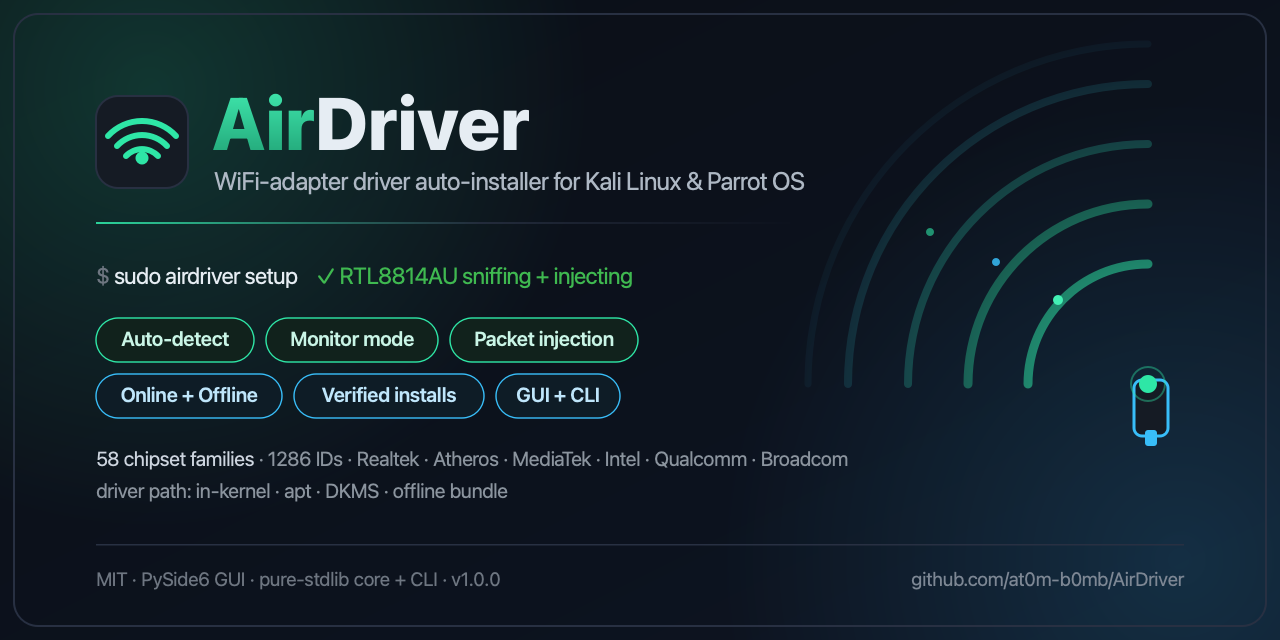 AirDriver
WiFi-adapter driver auto-installer for Kali Linux & Parrot OS
$ sudo airdriver setup ✓ RTL8814AU sniffing + injecting
Auto-detect Monitor mode Packet injection
Online + Offline Verified installs GUI + CLI
58 chipset families · 1286 IDs · Realtek · Atheros · MediaTek · Intel · Qualcomm · Broadcom
driver path: in-kernel · apt · DKMS · offline bundle
MIT · PySide6 GUI · pure-stdlib core + CLI · v1.0.0 github.com/at0m-b0mb/AirDriver